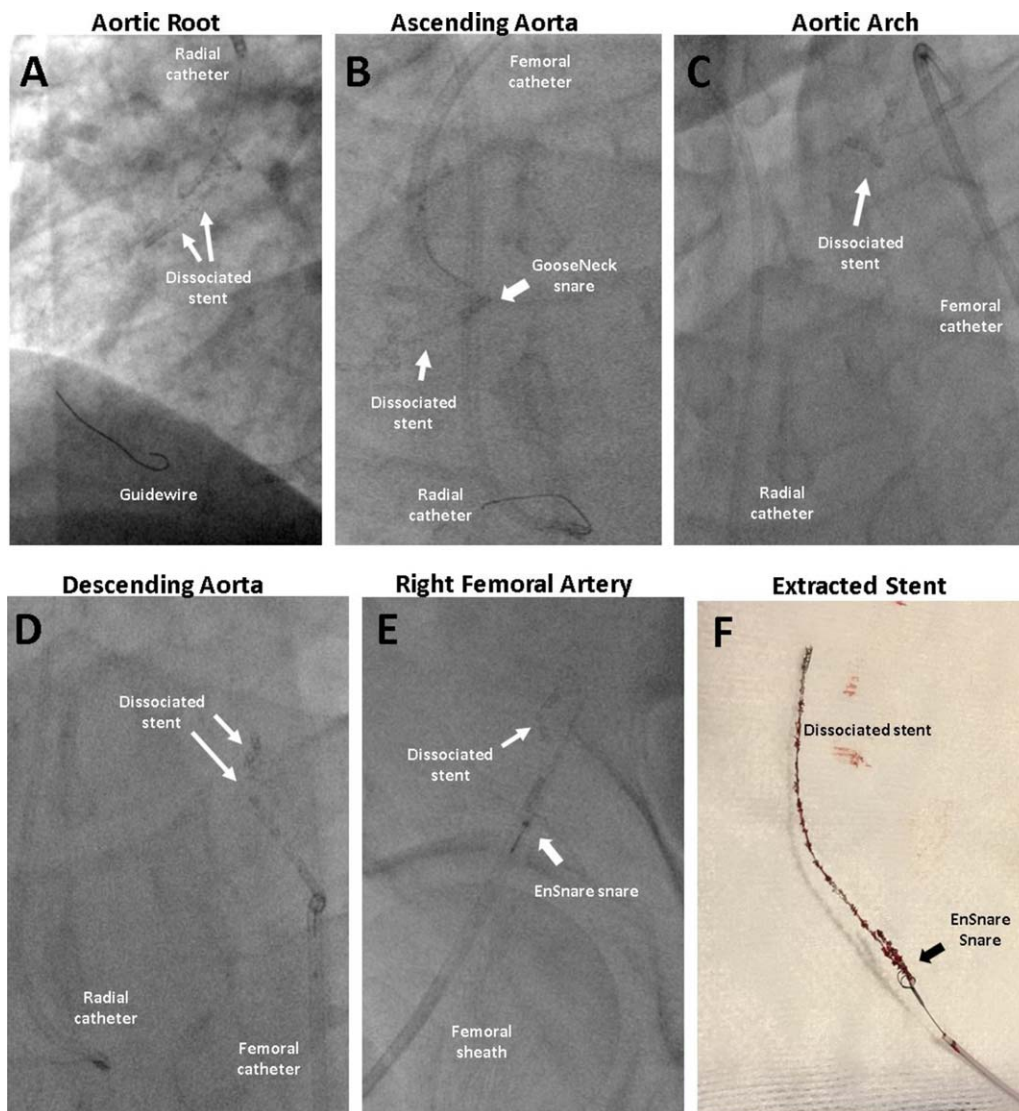 Aortic Root
A
Radial
catheter
Dissociated
stent
Guidewire
Ascending Aorta
B
Femoral
catheter
GooseNeck
snare
Dissociated
stent
Radial
catheter
Aortic Arch
C
Dissociated
stent
Femoral
catheter
Radial
catheter
Descending Aorta
D
Dissociated
stent
Radial
catheter
Femoral
catheter
Right Femoral Artery
E
Dissociated
stent
EnSnare snare
Femoral
sheath
Extracted Stent
F
Dissociated stent
EnSnare
Snare